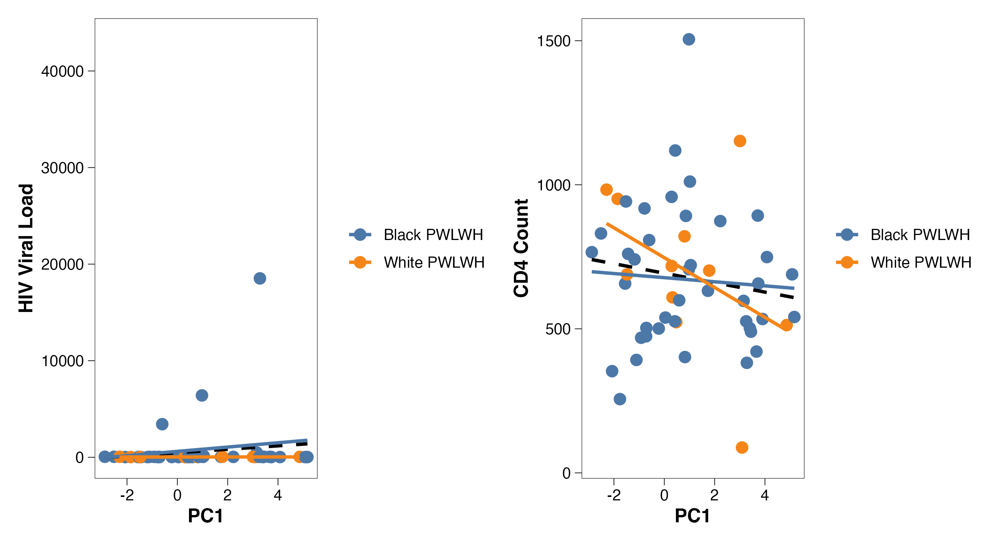 HIV Viral Load
40000
30000
20000
10000
0
-2 0 2 4
PC1
Black PWLWH
White PWLWH
CD4 Count
1500
1000
500
0
-2 0 2 4
PC1
Black PWLWH
White PWLWH